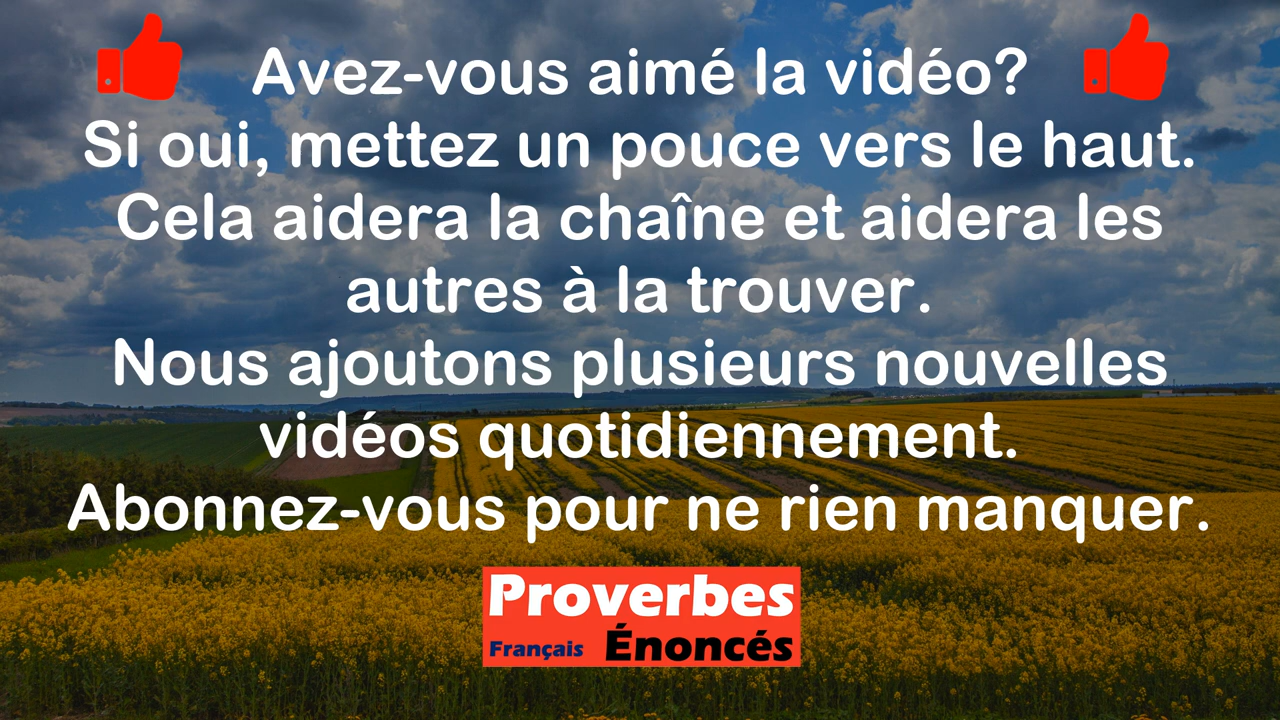 Avez-vous aimé la vidéo?
Si oui, mettez un pouce vers le haut.
Cela aidera la chaîne et aidera les
autres à la trouver.
Nous ajoutons plusieurs nouvelles
vidéos quotidiennement.
Abonnez-vous pour ne rien manquer.
Proverbes
Français Énoncés